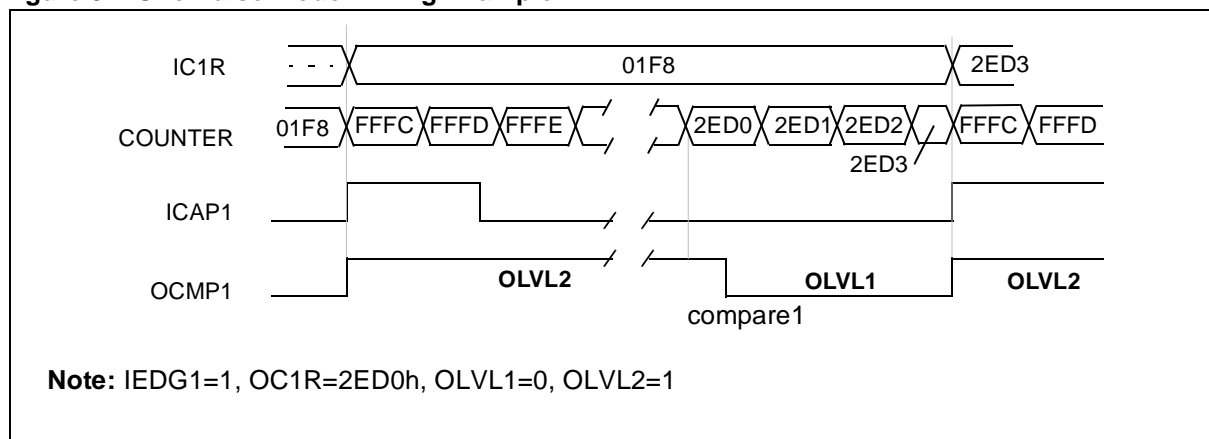 IC1R - - - 01F8 2ED3
COUNTER 01F8 FFFC FFFD FFFE 2ED0 2ED1 2ED2 FFFC FFFD
2ED3
ICAP1
OCMP1 OLVL2 OLVL1 OLVL2
compare1
Note: IEDG1=1, OC1R=2ED0h, OLVL1=0, OLVL2=1